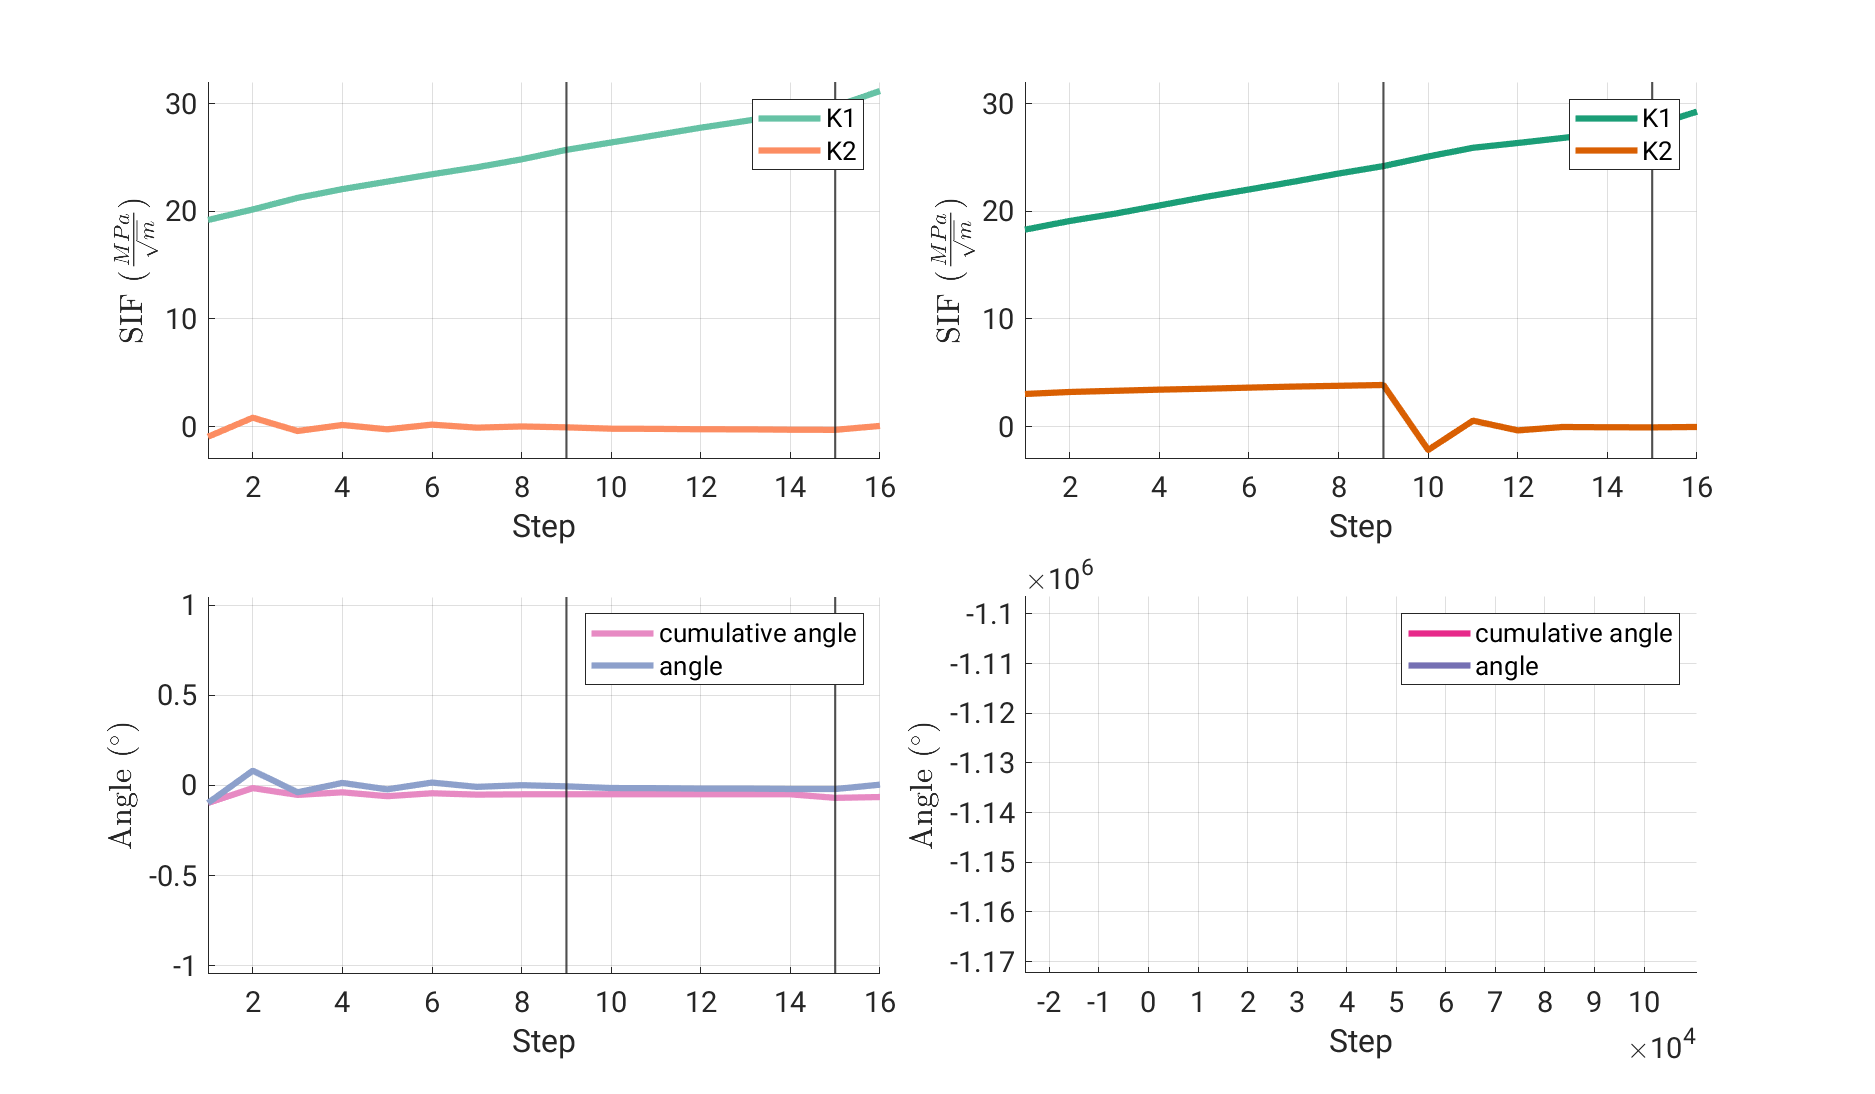 30
20
10
0
SIF (MPa/√m)
K1
K2
2 4 6 8 10 12 14 16
Step
30
20
10
0
SIF (MPa/√m)
K1
K2
2 4 6 8 10 12 14 16
Step
1
0.5
0
-0.5
-1
Angle (°)
cumulative angle
angle
2 4 6 8 10 12 14 16
Step
×10⁶
-1.1
-1.11
-1.12
-1.13
-1.14
-1.15
-1.16
-1.17
Angle (°)
cumulative angle
angle
-2 -1 0 1 2 3 4 5 6 7 8 9 10
Step
×10⁴